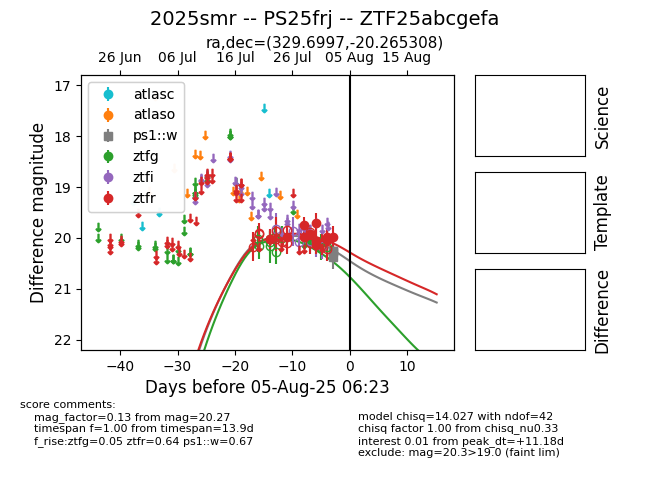 2025smr -- PS25frj -- ZTF25abcgefa
ra,dec=(329.6997,-20.265308)
26 Jun 06 Jul 16 Jul 26 Jul 05 Aug 15 Aug
17
18
19
20
21
22
Difference magnitude
atlasc
atlaso
ps1::w
ztfg
ztfi
ztfr
−40 −30 −20 −10 0 10
Days before 05-Aug-25 06:23
Science
Template
Difference
score comments:
mag_factor=0.13 from mag=20.27
timespan f=1.00 from timespan=13.9d
f_rise:ztfg=0.05 ztfr=0.64 ps1::w=0.67
model chisq=14.027 with ndof=42
chisq factor 1.00 from chisq_nu0.33
interest 0.01 from peak_dt=+11.18d
exclude: mag=20.3>19.0 (faint lim)